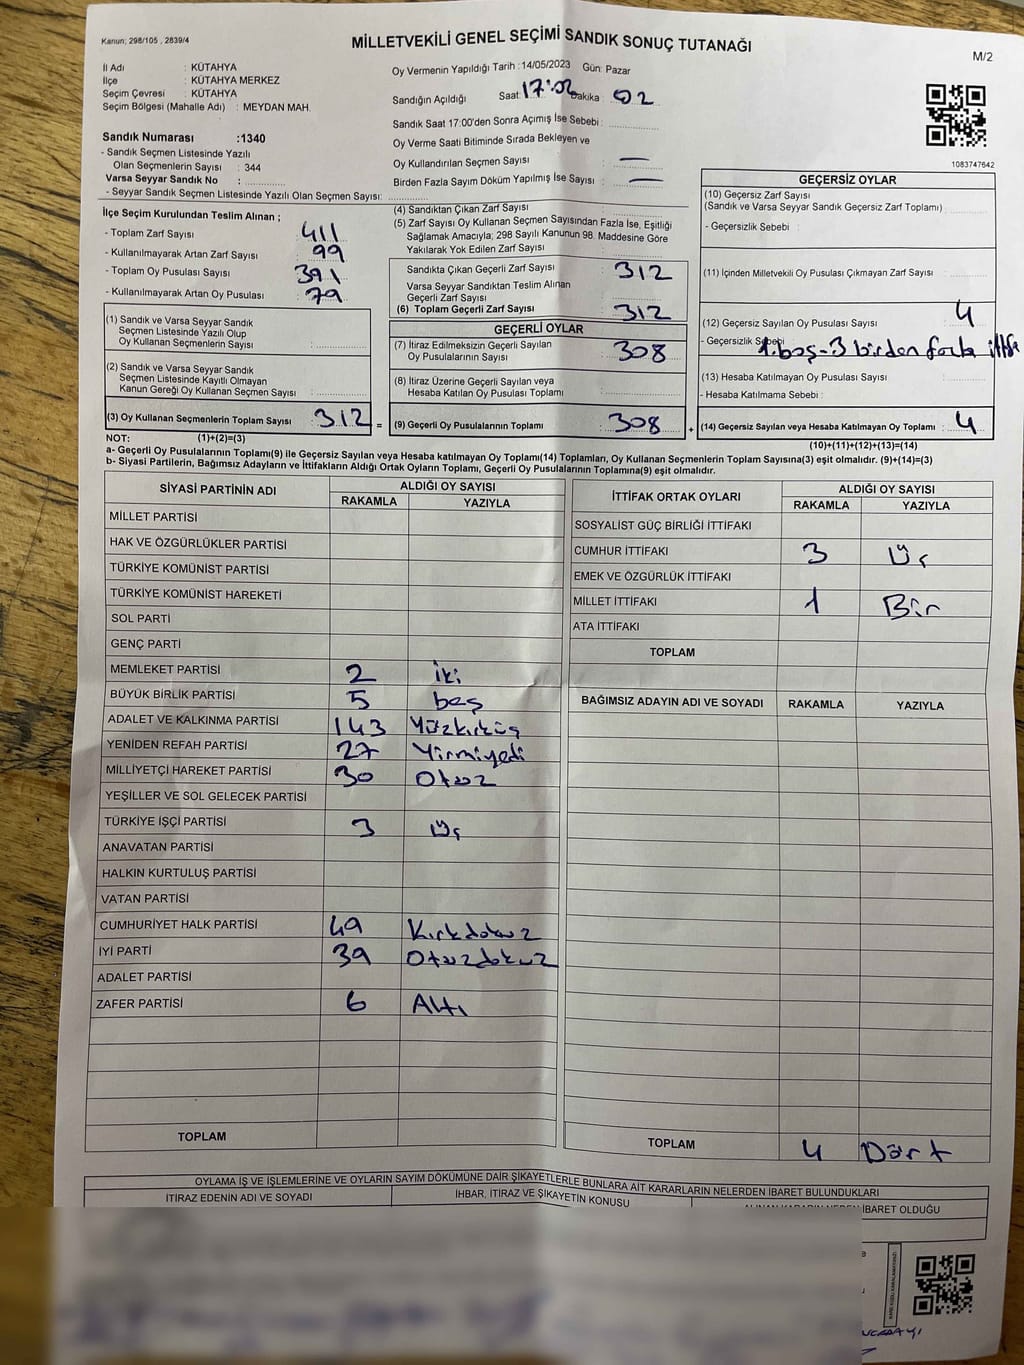 Kanun; 298/105 , 2839/4
MİLLETVEKİLİ GENEL SEÇİMİ SANDIK SONUÇ TUTANAĞI
M/2
İl Adı : KÜTAHYA
İlçe : KÜTAHYA MERKEZ
Seçim Çevresi : KÜTAHYA
Seçim Bölgesi (Mahalle Adı) : MEYDAN MAH.
Sandık Numarası :1340
- Sandık Seçmen Listesinde Yazılı
Olan Seçmenlerin Sayısı : 344
Varsa Seyyar Sandık No :
- Seyyar Sandık Seçmen Listesinde Yazılı Olan Seçmen Sayısı:
Oy Vermenin Yapıldığı Tarih :14/05/2023 Gün: Pazar
Sandığın Açıldığı Saat 17:02 Dakika : 02
Sandık Saat 17:00'den Sonra Açımış İse Sebebi :
Oy Verme Saati Bitiminde Sırada Bekleyen ve
Oy Kullandırılan Seçmen Sayısı : —
Birden Fazla Sayım Döküm Yapılmış İse Sayısı : —
1083747642
İlçe Seçim Kurulundan Teslim Alınan ;
- Toplam Zarf Sayısı : 411
- Kullanılmayarak Artan Zarf Sayısı : 99
- Toplam Oy Pusulası Sayısı : 391
- Kullanılmayarak Artan Oy Pusulası : 79
(1) Sandık ve Varsa Seyyar Sandık
Seçmen Listesinde Yazılı Olup
Oy Kullanan Seçmenlerin Sayısı :
(2) Sandık ve Varsa Seyyar Sandık
Seçmen Listesinde Kayıtlı Olmayan
Kanun Gereği Oy Kullanan Seçmen Sayısı :
(3) Oy Kullanan Seçmenlerin Toplam Sayısı : 312 =
(4) Sandıktan Çıkan Zarf Sayısı :
(5) Zarf Sayısı Oy Kullanan Seçmen Sayısından Fazla İse, Eşitliği
Sağlamak Amacıyla; 298 Sayılı Kanunun 98. Maddesine Göre
Yakılarak Yok Edilen Zarf Sayısı :
Sandıkta Çıkan Geçerli Zarf Sayısı : 312
Varsa Seyyar Sandıktan Teslim Alınan
Geçerli Zarf Sayısı :
(6) Toplam Geçerli Zarf Sayısı : 312
GEÇERLİ OYLAR
(7) İtiraz Edilmeksizin Geçerli Sayılan
Oy Pusulalarının Sayısı : 308
(8) İtiraz Üzerine Geçerli Sayılan veya
Hesaba Katılan Oy Pusulası Toplamı :
(9) Geçerli Oy Pusulalarının Toplamı : 308 +
GEÇERSİZ OYLAR
(10) Geçersiz Zarf Sayısı
(Sandık ve Varsa Seyyar Sandık Geçersiz Zarf Toplamı) :
- Geçersizlik Sebebi :
(11) İçinden Milletvekili Oy Pusulası Çıkmayan Zarf Sayısı :
(12) Geçersiz Sayılan Oy Pusulası Sayısı : 4
- Geçersizlik Sebebi 1.boş-3 birden fazla ittfa
(13) Hesaba Katılmayan Oy Pusulası Sayısı :
- Hesaba Katılmama Sebebi :
(14) Geçersiz Sayılan veya Hesaba Katılmayan Oy Toplamı : 4
NOT: (1)+(2)=(3)
(10)+(11)+(12)+(13)=(14)
a- Geçerli Oy Pusulalarının Toplamı(9) ile Geçersiz Sayılan veya Hesaba katılmayan Oy Toplamı(14) Toplamları, Oy Kullanan Seçmenlerin Toplam Sayısına(3) eşit olmalıdır. (9)+(14)=(3)
b- Siyasi Partilerin, Bağımsız Adayların ve İttifakların Aldığı Ortak Oyların Toplamı, Geçerli Oy Pusulalarının Toplamına(9) eşit olmalıdır.
SİYASİ PARTİNİN ADI
ALDIĞI OY SAYISI
RAKAMLA YAZIYLA
MİLLET PARTİSİ
HAK VE ÖZGÜRLÜKLER PARTİSİ
TÜRKİYE KOMÜNİST PARTİSİ
TÜRKİYE KOMÜNİST HAREKETİ
SOL PARTİ
GENÇ PARTİ
MEMLEKET PARTİSİ 2 iki
BÜYÜK BİRLİK PARTİSİ 5 beş
ADALET VE KALKINMA PARTİSİ 143 Yüzkırküç
YENİDEN REFAH PARTİSİ 27 Yirmiyedi
MİLLİYETÇİ HAREKET PARTİSİ 30 Otuz
YEŞİLLER VE SOL GELECEK PARTİSİ
TÜRKİYE İŞÇİ PARTİSİ 3 üç
ANAVATAN PARTİSİ
HALKIN KURTULUŞ PARTİSİ
VATAN PARTİSİ
CUMHURİYET HALK PARTİSİ 49 Kırkdokuz
İYİ PARTİ 39 Otuzdokuz
ADALET PARTİSİ
ZAFER PARTİSİ 6 Altı
TOPLAM
İTTİFAK ORTAK OYLARI
ALDIĞI OY SAYISI
RAKAMLA YAZIYLA
SOSYALİST GÜÇ BİRLİĞİ İTTİFAKI
CUMHUR İTTİFAKI 3 Üç
EMEK VE ÖZGÜRLÜK İTTİFAKI
MİLLET İTTİFAKI 1 Bir
ATA İTTİFAKI
TOPLAM
BAĞIMSIZ ADAYIN ADI VE SOYADI RAKAMLA YAZIYLA
TOPLAM 4 Dört
OYLAMA İŞ VE İŞLEMLERİNE VE OYLARIN SAYIM DÖKÜMÜNE DAİR ŞİKAYETLERLE BUNLARA AİT KARARLARIN NELERDEN İBARET BULUNDUKLARI
İTİRAZ EDENİN ADI VE SOYADI
İHBAR, İTİRAZ VE ŞİKAYETİN KONUSU
ALINAN KARARIN NEDEN İBARET OLDUĞU